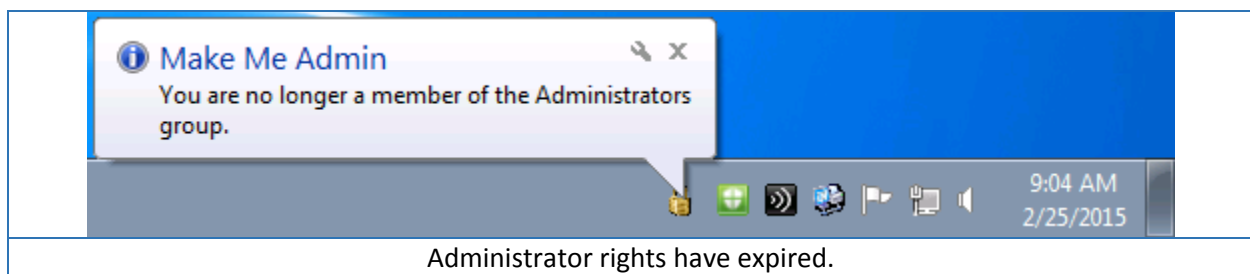 Make Me Admin
You are no longer a member of the Administrators
group.
9:04 AM
2/25/2015
Administrator rights have expired.